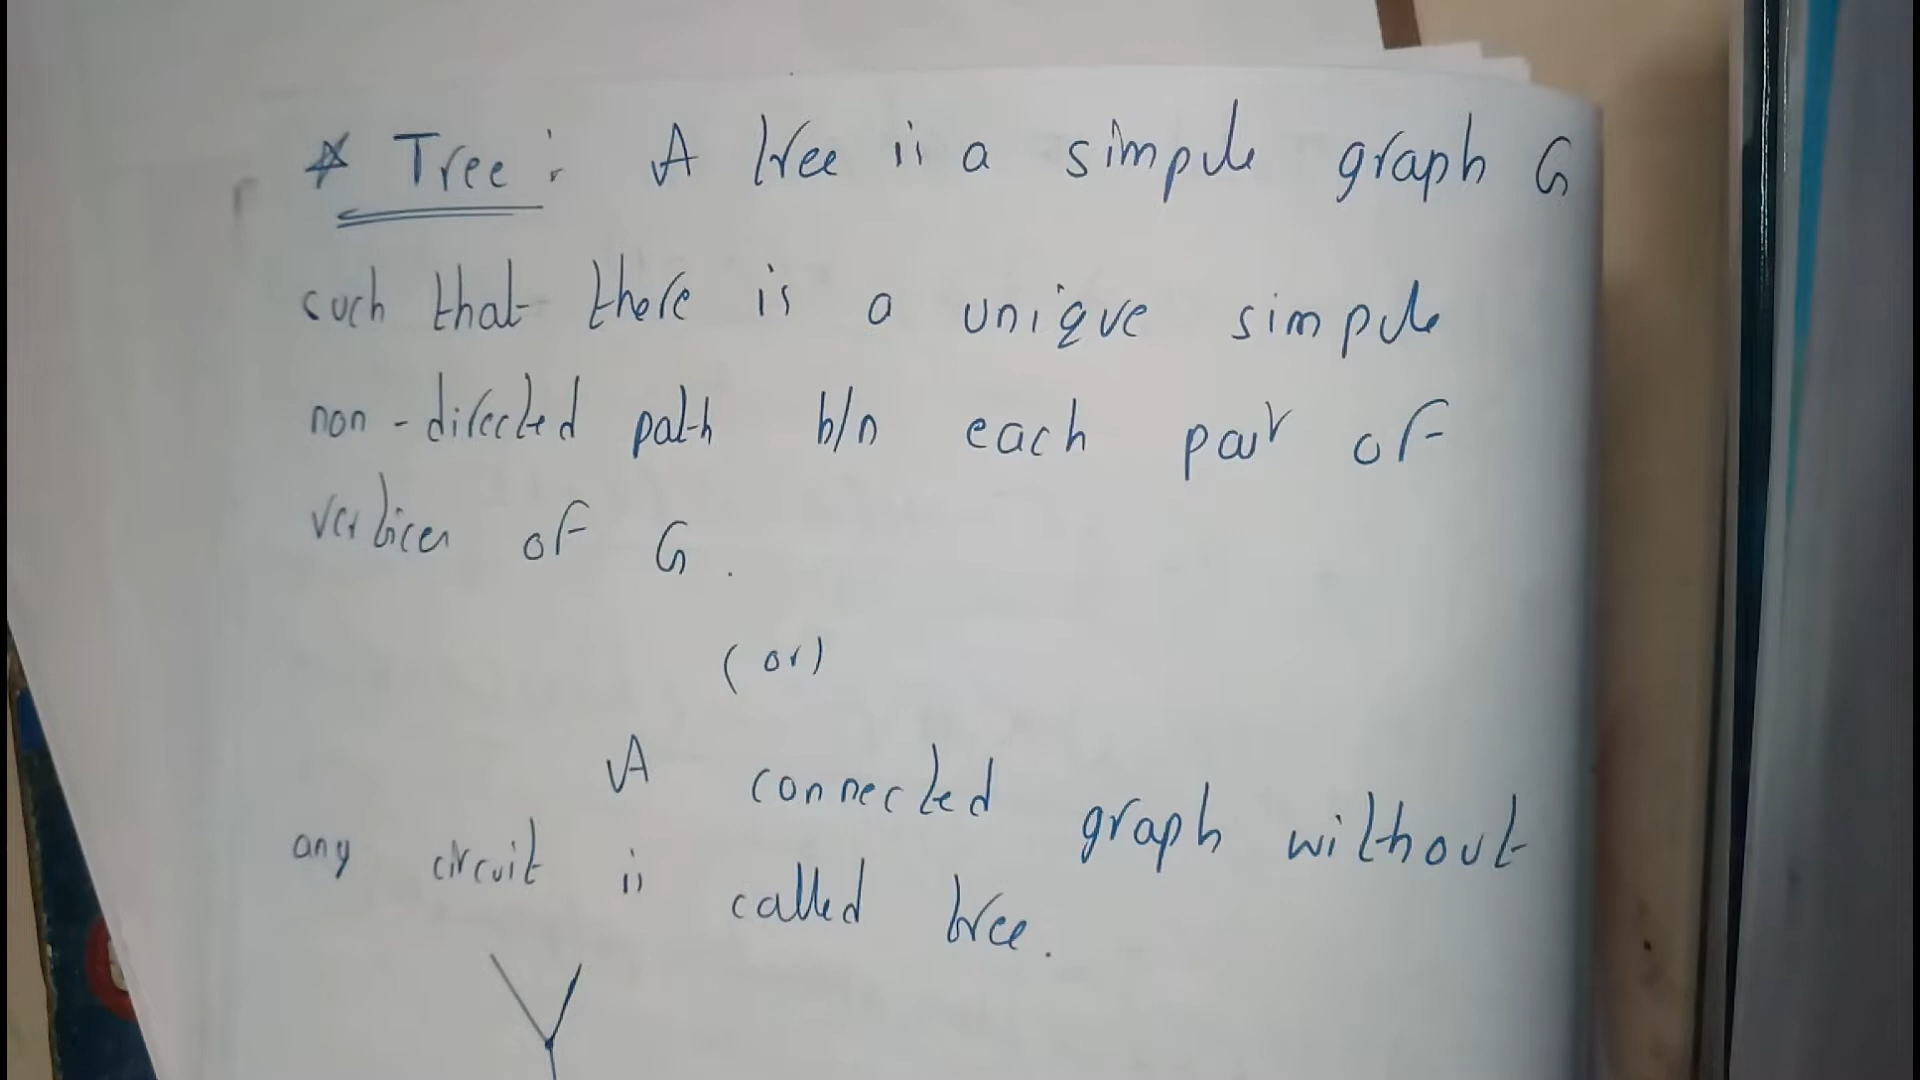 * Tree : A tree is a simple graph G
such that there is a unique simple
non-directed path b/n each pair of
vertices of G.
(or)
A connected graph without
any circuit is called tree.